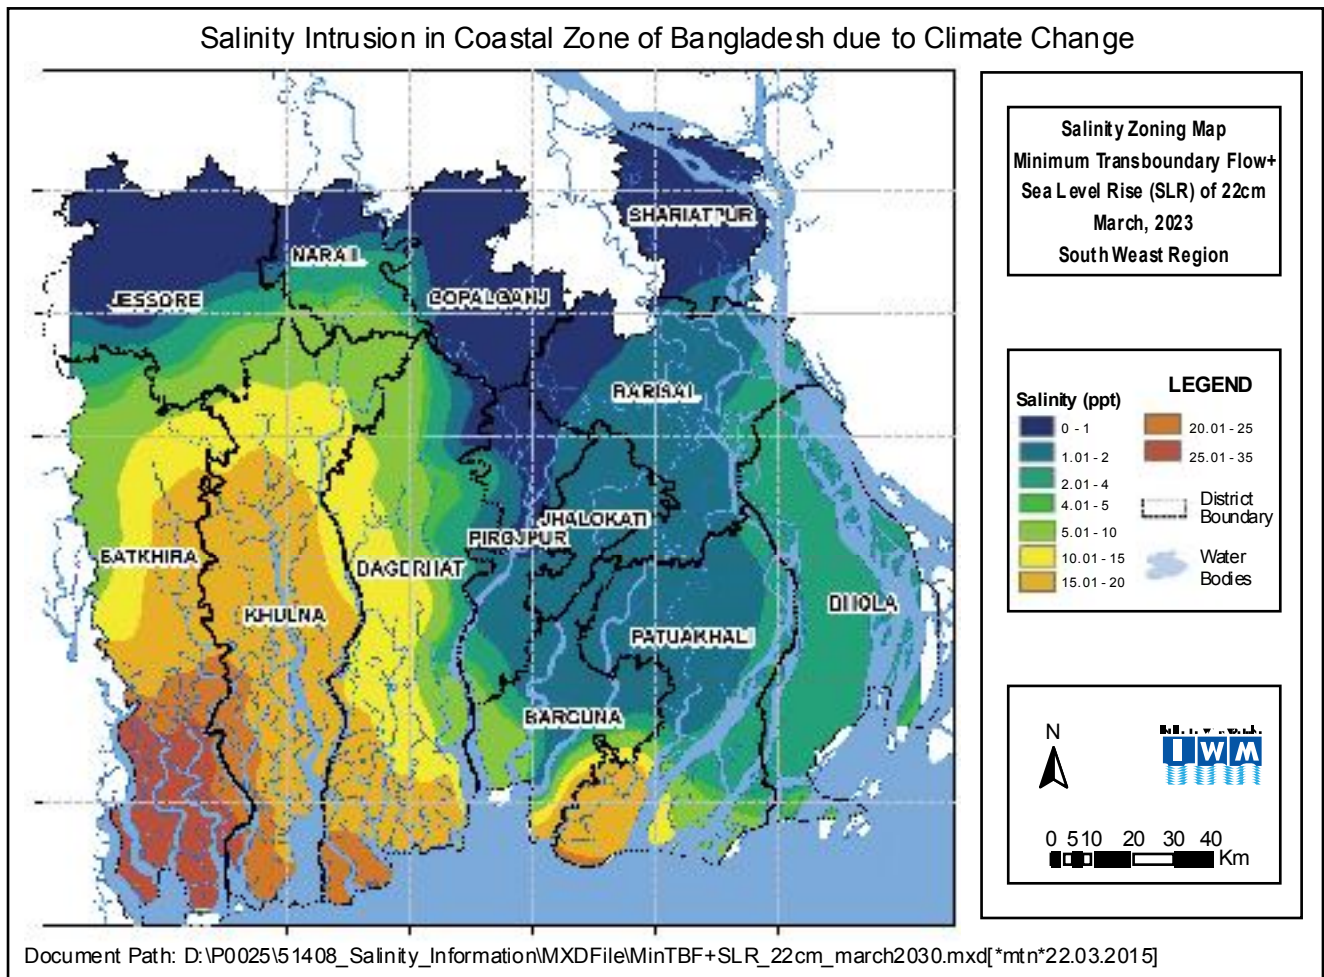 Salinity Intrusion in Coastal Zone of Bangladesh due to Climate Change
Salinity Zoning Map
Minimum Transboundary Flow+
Sea Level Rise (SLR) of 22cm
March, 2023
South Weast Region
SHARIATPUR
NARAIL
JESSORE
GOPALGANJ
BARISAL
JHALOKATI
PIROJPUR
SATKHIRA
BAGERHAT
KHULNA
BHOLA
PATUAKHALI
BARGUNA
LEGEND
Salinity (ppt)
0 - 1
1.01 - 2
2.01 - 4
4.01 - 5
5.01 - 10
10.01 - 15
15.01 - 20
20.01 - 25
25.01 - 35
District
Boundary
Water
Bodies
N
IWM
0 5 10 20 30 40
Km
Document Path: D:\P0025\51408_Salinity_Information\MXDFile\MinTBF+SLR_22cm_march2030.mxd[*mtn*22.03.2015]